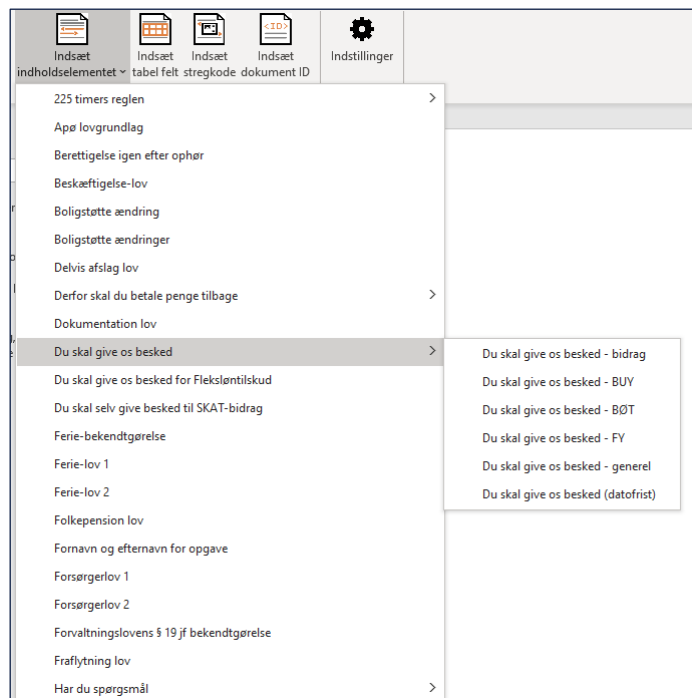 <ID>
Indsæt
indholdselementet
Indsæt
tabel felt
Indsæt
stregkode
Indsæt
dokument ID
Indstillinger
225 timers reglen
Apø lovgrundlag
Berettigelse igen efter ophør
Beskæftigelse-lov
Boligstøtte ændring
Boligstøtte ændringer
Delvis afslag lov
Derfor skal du betale penge tilbage
Dokumentation lov
Du skal give os besked
Du skal give os besked for Fleksløntilskud
Du skal selv give besked til SKAT-bidrag
Ferie-bekendtgørelse
Ferie-lov 1
Ferie-lov 2
Folkepension lov
Fornavn og efternavn for opgave
Forsørgerlov 1
Forsørgerlov 2
Forvaltningslovens § 19 jf bekendtgørelse
Fraflytning lov
Har du spørgsmål
Du skal give os besked - bidrag
Du skal give os besked - BUY
Du skal give os besked - BØT
Du skal give os besked - FY
Du skal give os besked - generel
Du skal give os besked (datofrist)